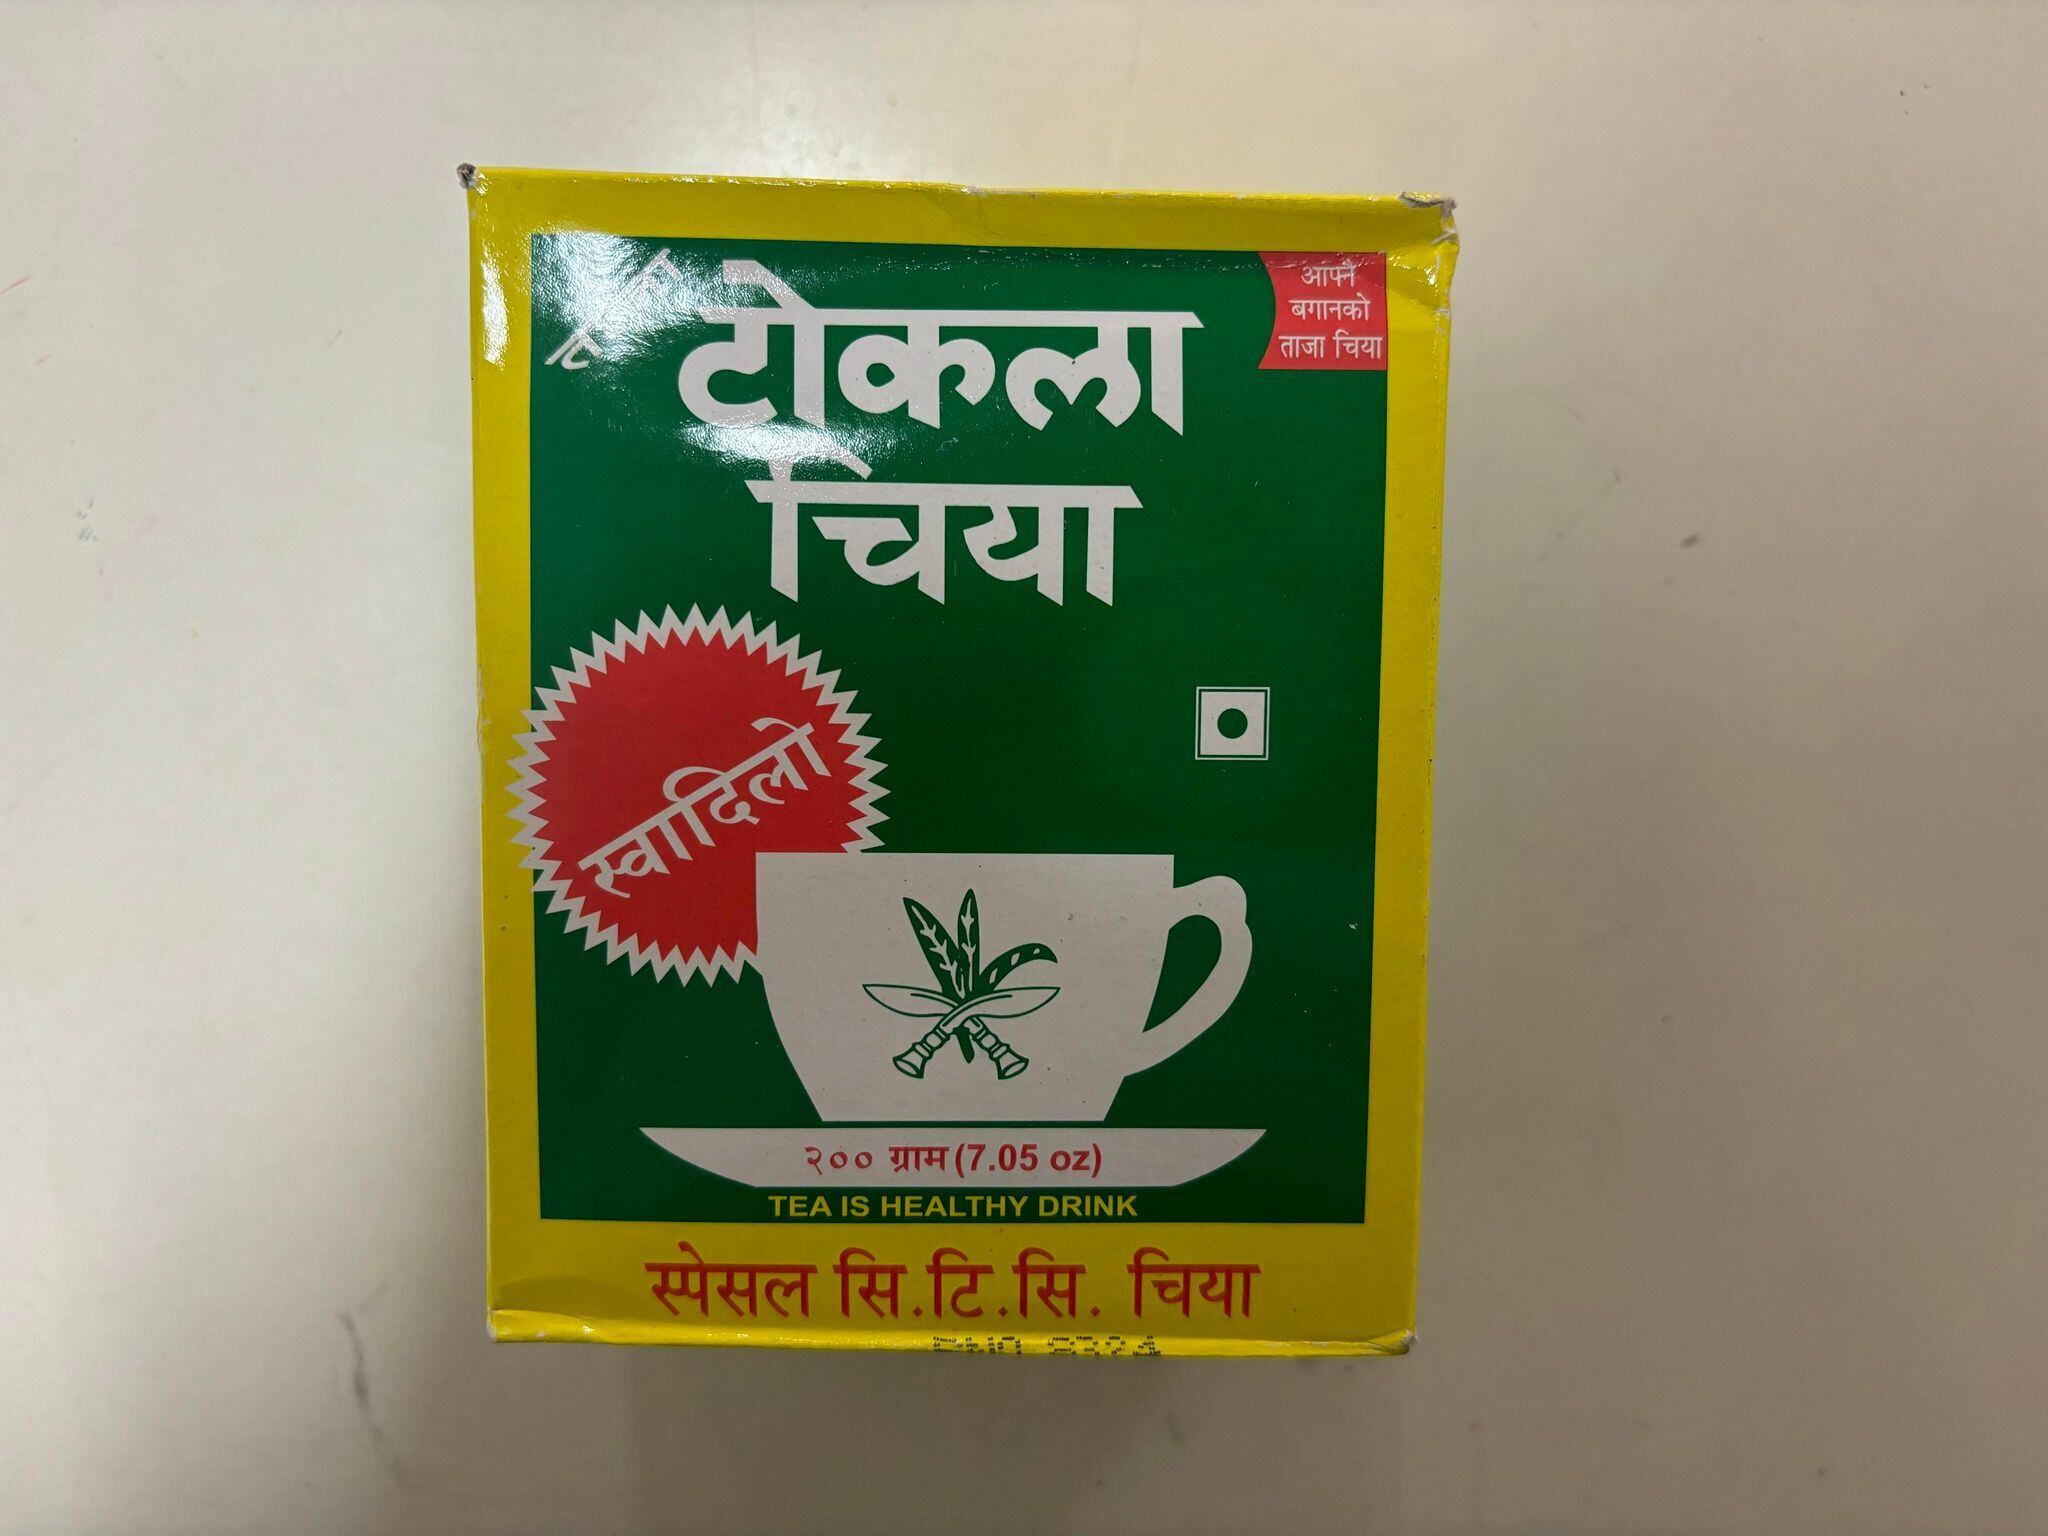 टोकला
चिया
आफ्नै
बगानको
ताजा चिया
स्वादिलो
२०० ग्राम (7.05 oz)
TEA IS HEALTHY DRINK
स्पेसल सि.टि.सि. चिया